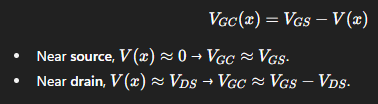 V_{GC}(x) = V_{GS} − V(x)
• Near source, V(x) ≈ 0 → V_{GC} ≈ V_{GS}.
• Near drain, V(x) ≈ V_{DS} → V_{GC} ≈ V_{GS} − V_{DS}.